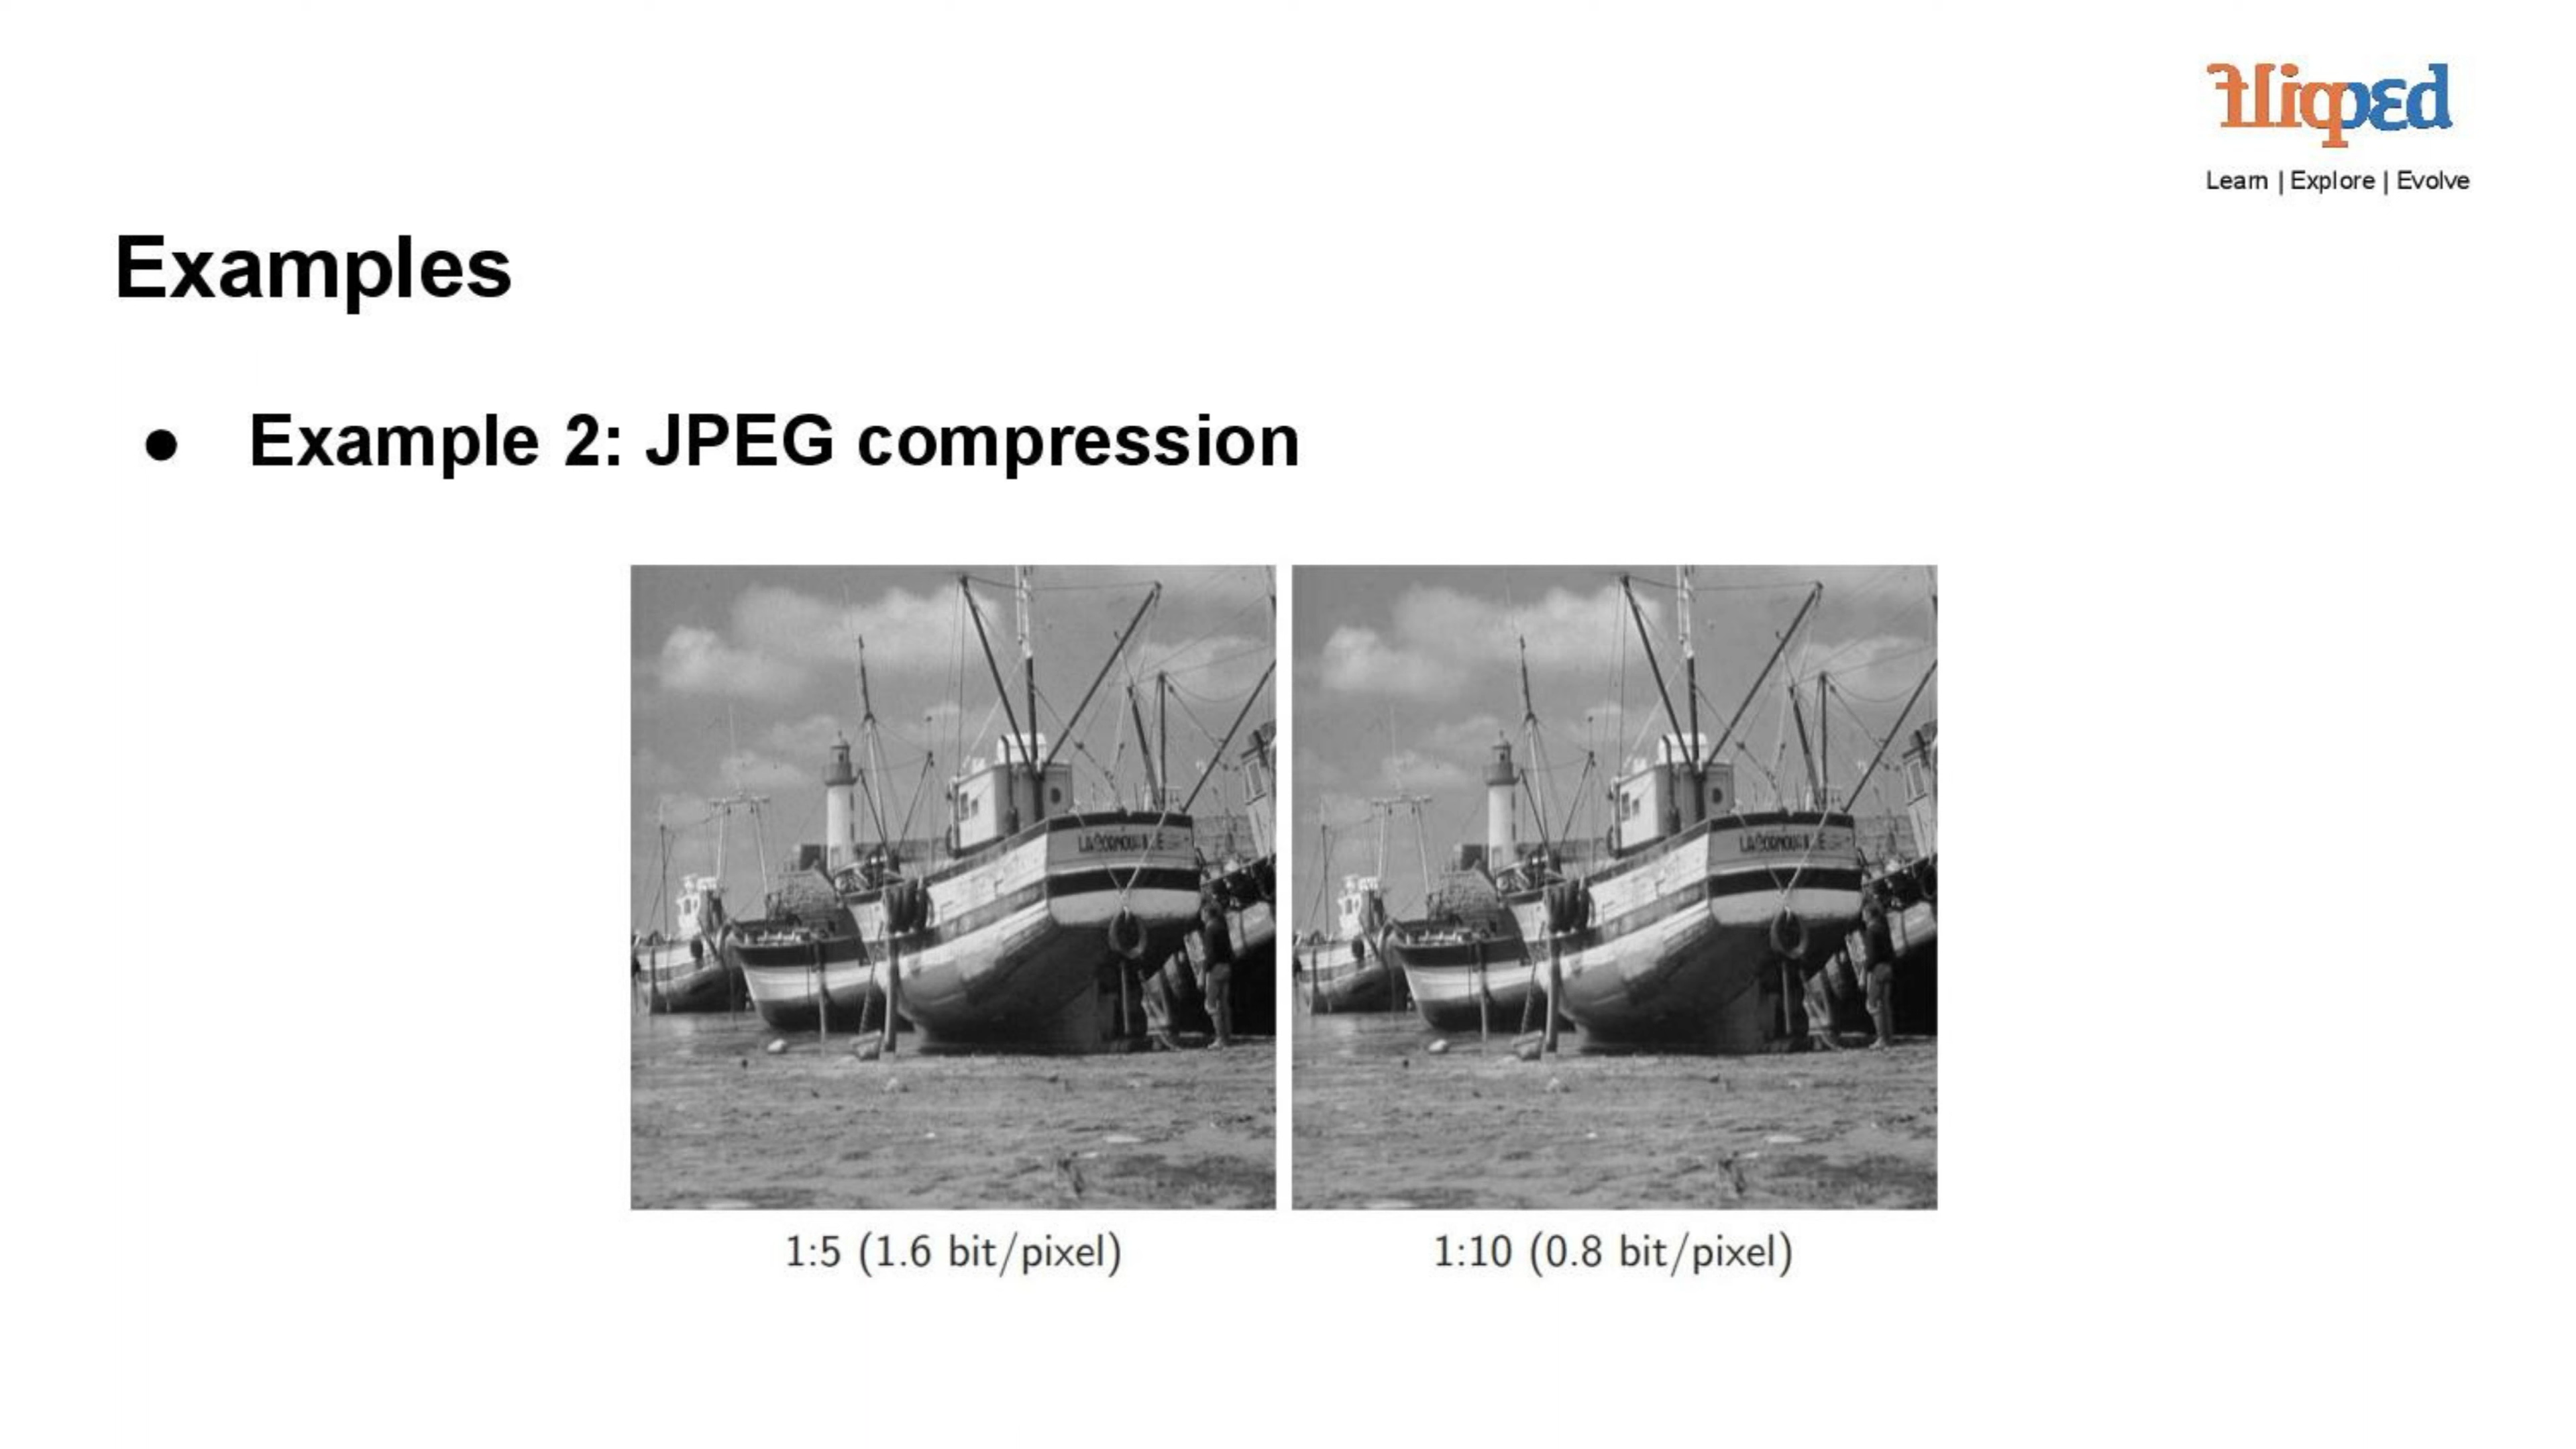 flipped
Learn | Explore | Evolve
Examples
● Example 2: JPEG compression
1:5 (1.6 bit/pixel)
1:10 (0.8 bit/pixel)